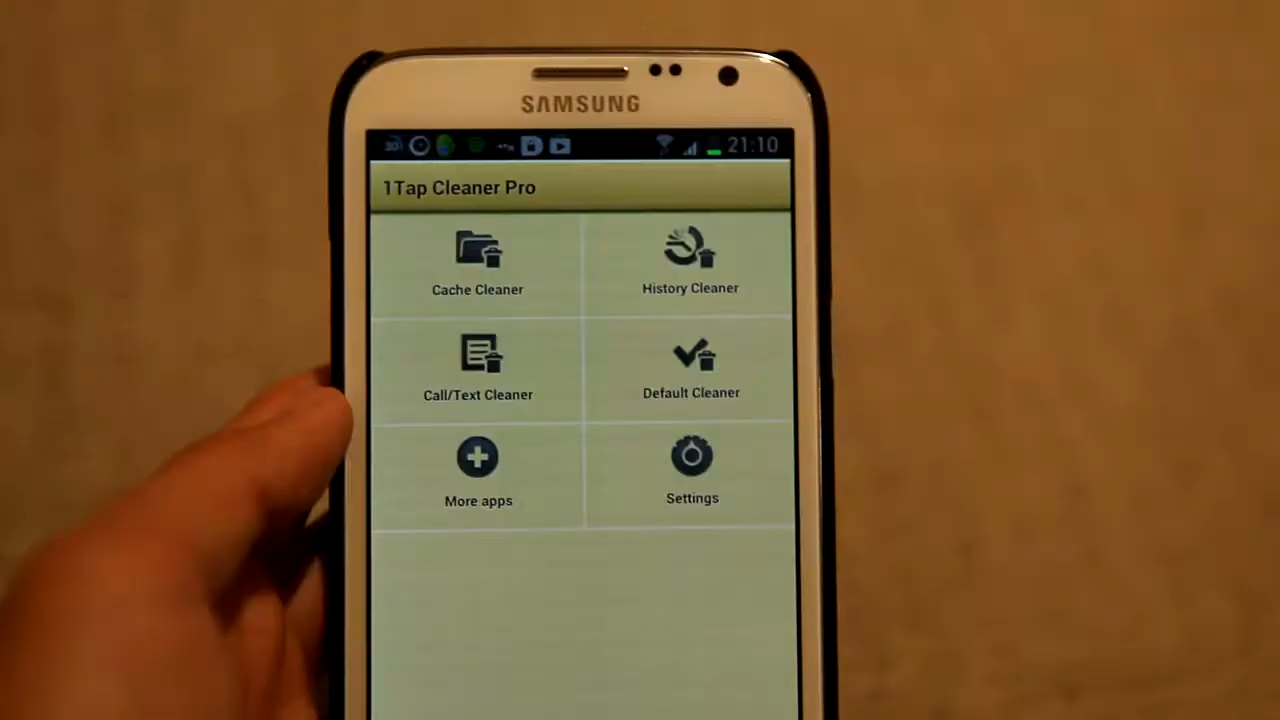 SAMSUNG
21:10
1Tap Cleaner Pro
Cache Cleaner
History Cleaner
Call/Text Cleaner
Default Cleaner
More apps
Settings